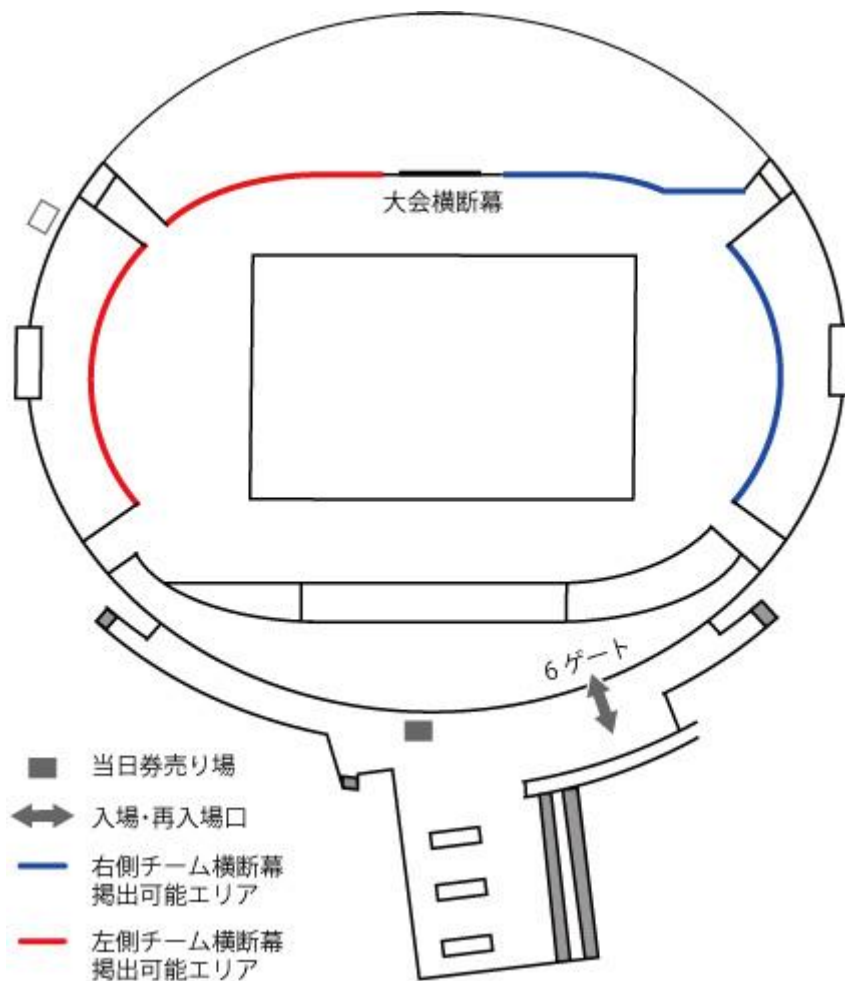 大会横断幕
6 ゲート
当日券売り場
入場・再入場口
右側チーム横断幕
掲出可能エリア
左側チーム横断幕
掲出可能エリア